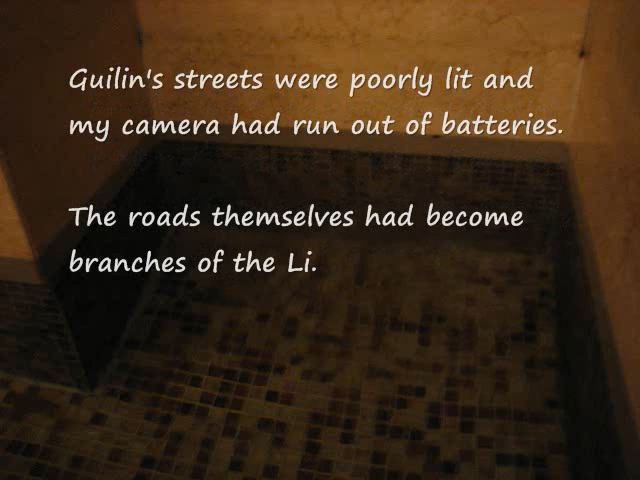 Guilin's streets were poorly lit and
my camera had run out of batteries.
The roads themselves had become
branches of the Li.